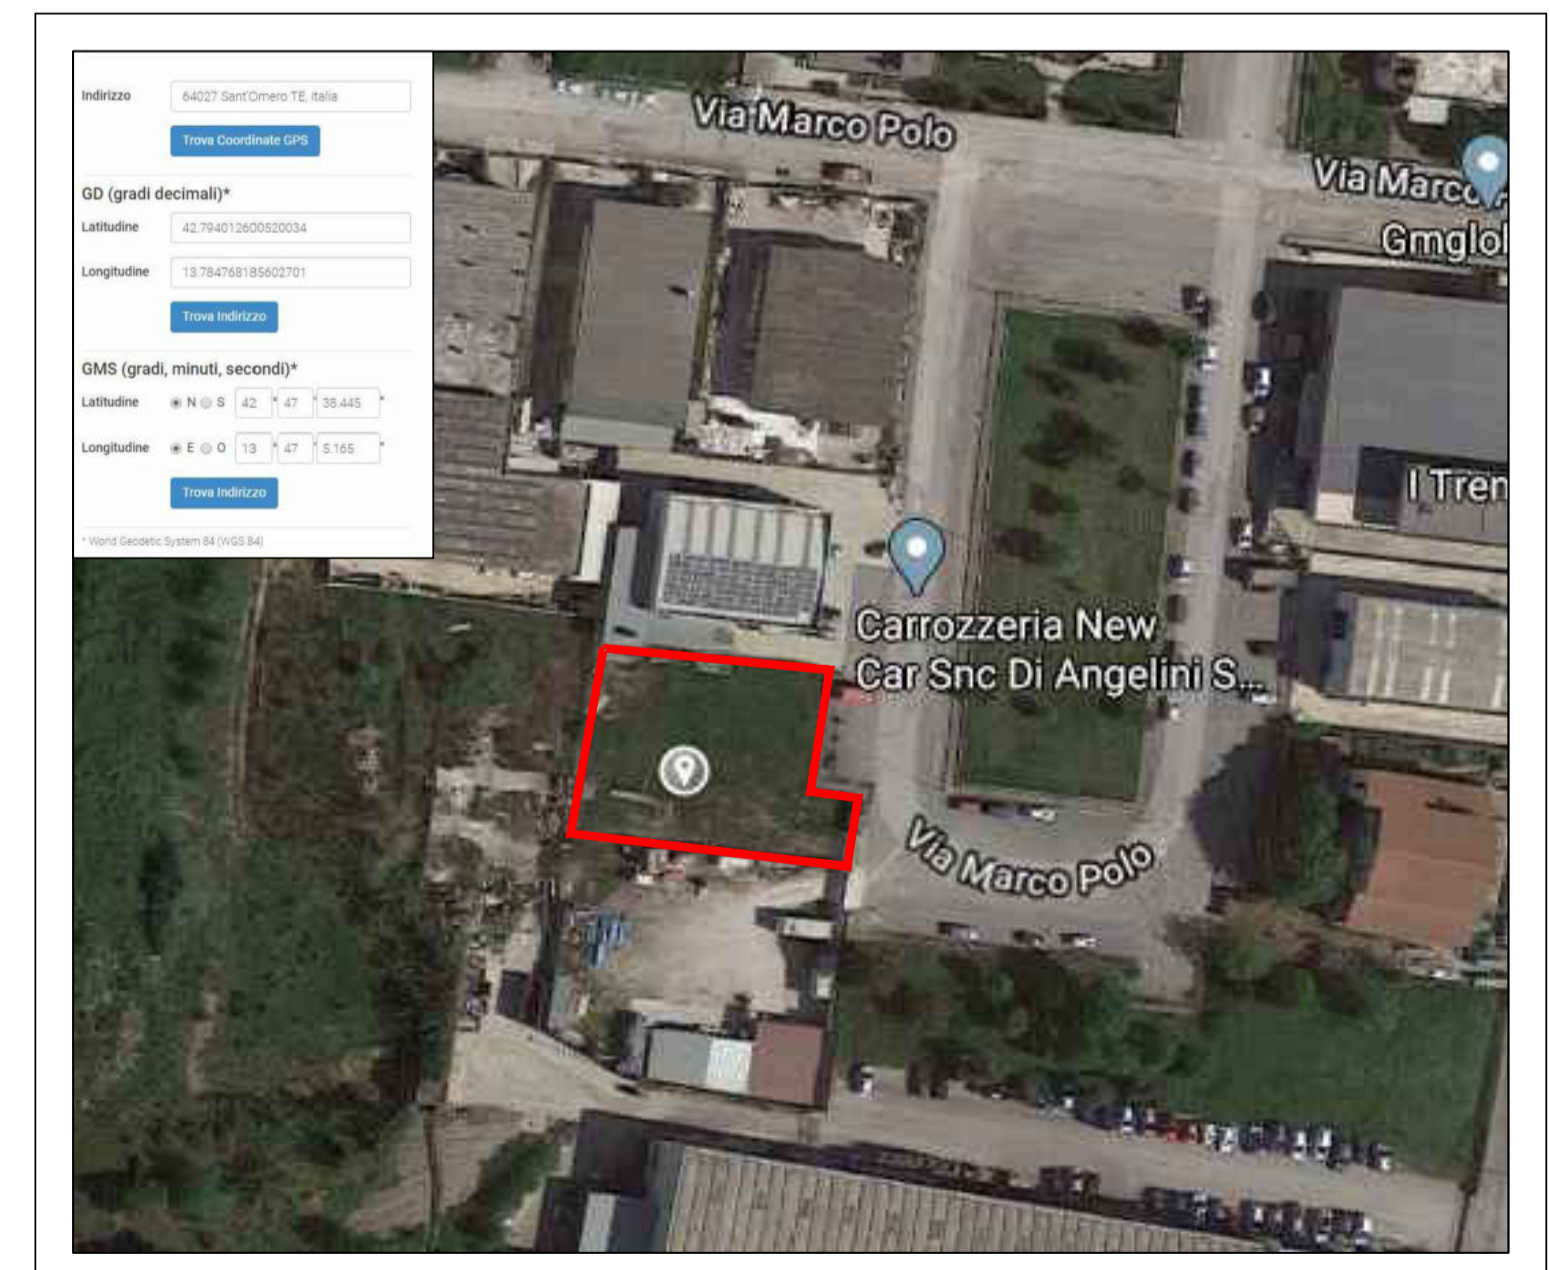 Indirizzo 64027 Sant'Omero TE, Italia
Trova Coordinate GPS
GD (gradi decimali)*
Latitudine 42.794012600520034
Longitudine 13.784768185602701
Trova Indirizzo
GMS (gradi, minuti, secondi)*
Latitudine N S 42 ° 47 ' 38.445 "
Longitudine E O 13 ° 47 ' 5.165 "
Trova Indirizzo
* World Geodetic System 84 (WGS 84)
Via Marco Polo
Via Marco
Gmglo
I Tren
Carrozzeria New
Car Snc Di Angelini S...
Via Marco Polo